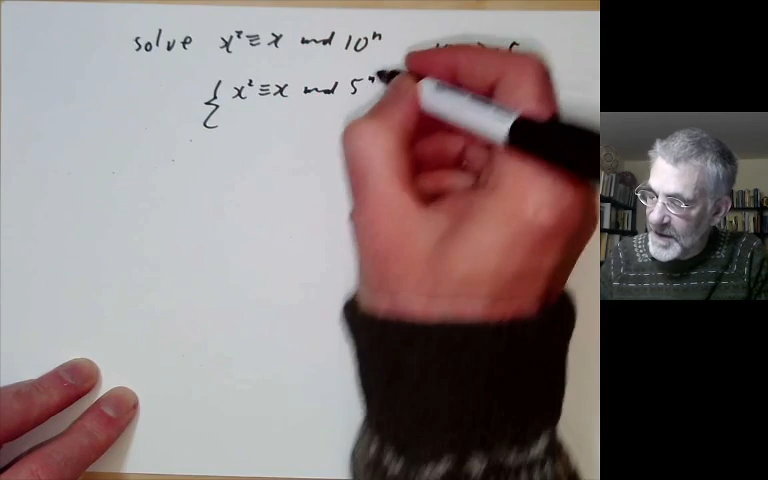 solve x² ≡ x mod 10ⁿ
{ x² ≡ x mod 5ⁿ